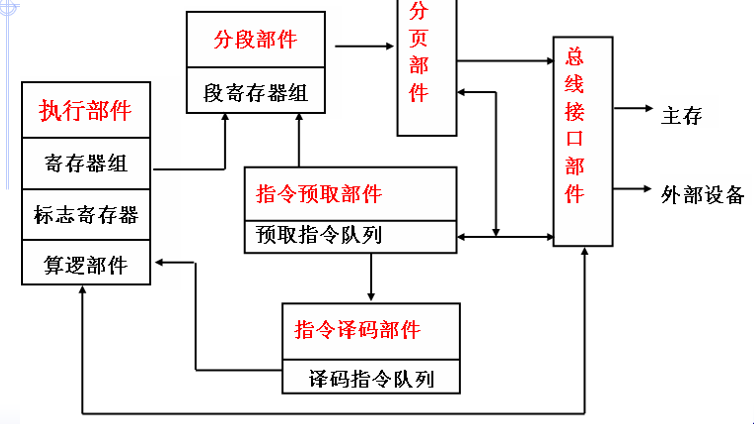 分段部件
段寄存器组
分页部件
总线接口部件
主存
外部设备
执行部件
寄存器组
标志寄存器
算逻部件
指令预取部件
预取指令队列
指令译码部件
译码指令队列